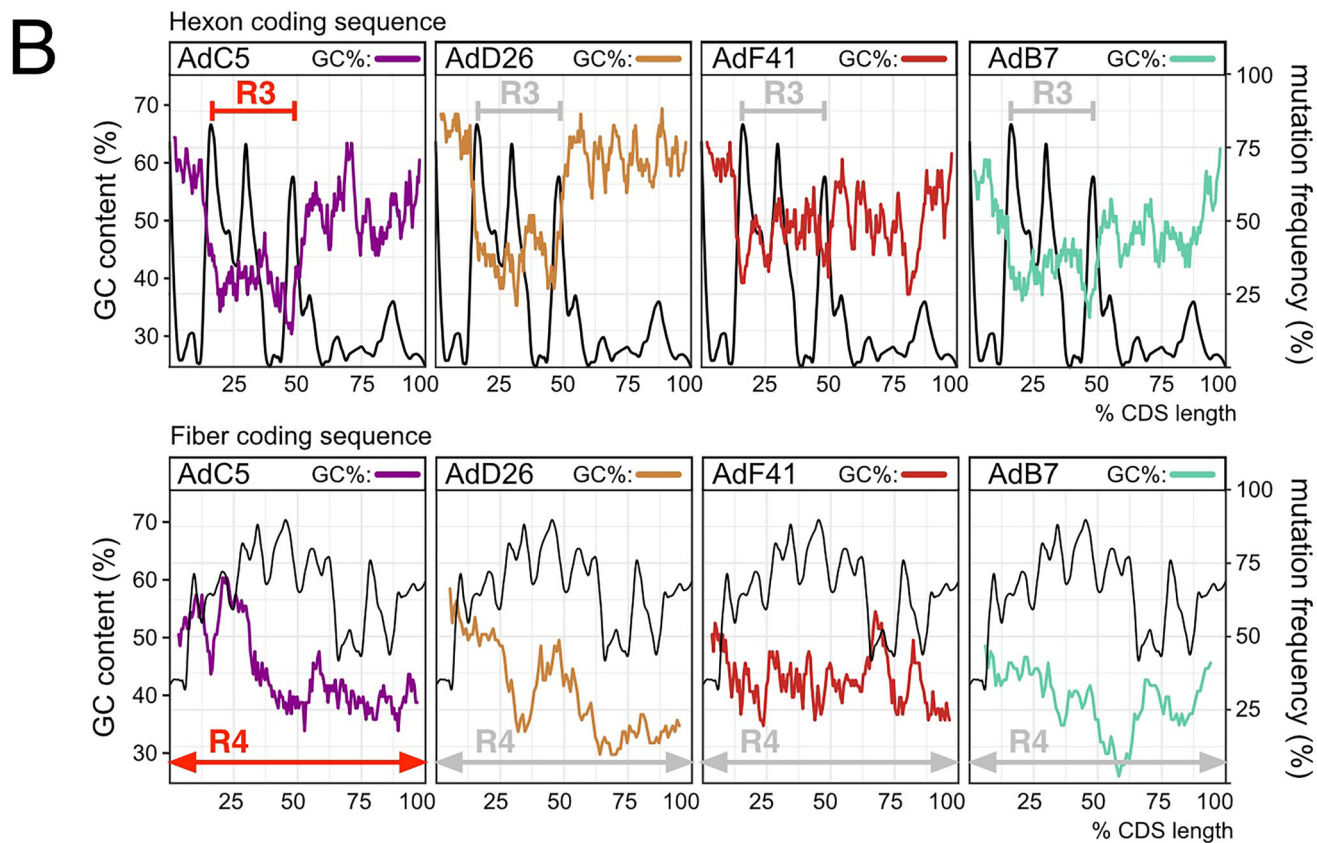 B
Hexon coding sequence
AdC5 GC%: AdD26 GC%: AdF41 GC%: AdB7 GC%:
R3 R3 R3 R3
GC content (%)
70
60
50
40
30
100
75
50
25
mutation frequency (%)
25 50 75 100 25 50 75 100 25 50 75 100 25 50 75 100
% CDS length
Fiber coding sequence
AdC5 GC%: AdD26 GC%: AdF41 GC%: AdB7 GC%:
GC content (%)
70
60
50
40
30
100
75
50
25
mutation frequency (%)
R4 R4 R4 R4
25 50 75 100 25 50 75 100 25 50 75 100 25 50 75 100
% CDS length